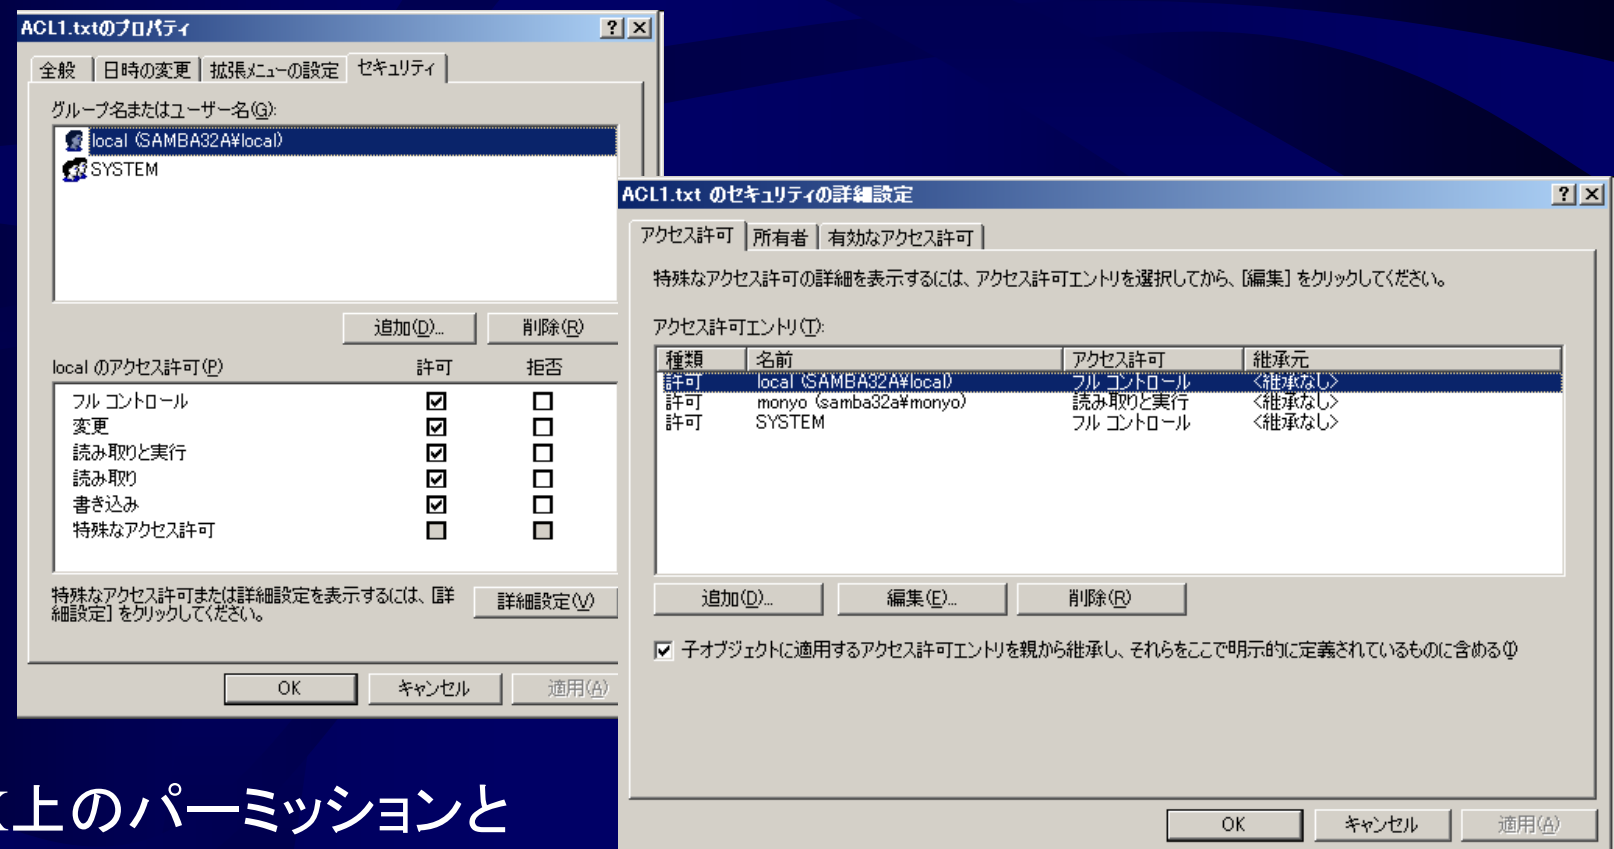 ACL1.txtのプロパティ
全般 日時の変更 拡張メニューの設定 セキュリティ
グループ名またはユーザー名(G):
local (SAMBA32A¥local)
SYSTEM
追加(D)... 削除(R)
local のアクセス許可(P) 許可 拒否
フル コントロール
変更
読み取りと実行
読み取り
書き込み
特殊なアクセス許可
特殊なアクセス許可または詳細設定を表示するには、[詳
細設定] をクリックしてください。
詳細設定(V)
OK キャンセル 適用(A)
ACL1.txt のセキュリティの詳細設定
アクセス許可 所有者 有効なアクセス許可
特殊なアクセス許可の詳細を表示するには、アクセス許可エントリを選択してから、[編集] をクリックしてください。
アクセス許可エントリ(T):
種類 名前 アクセス許可 継承元
許可 local (SAMBA32A¥local) フル コントロール <継承なし>
許可 monyo (samba32a¥monyo) 読み取りと実行 <継承なし>
許可 SYSTEM フル コントロール <継承なし>
追加(D)... 編集(E)... 削除(R)
子オブジェクトに適用するアクセス許可エントリを親から継承し、それらをここで明示的に定義されているものに含める(I)
OK キャンセル 適用(A)
上のパーミッションと